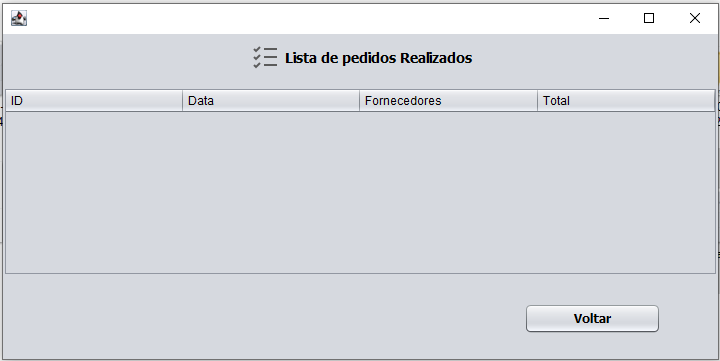 Lista de pedidos Realizados
ID Data Fornecedores Total
Voltar